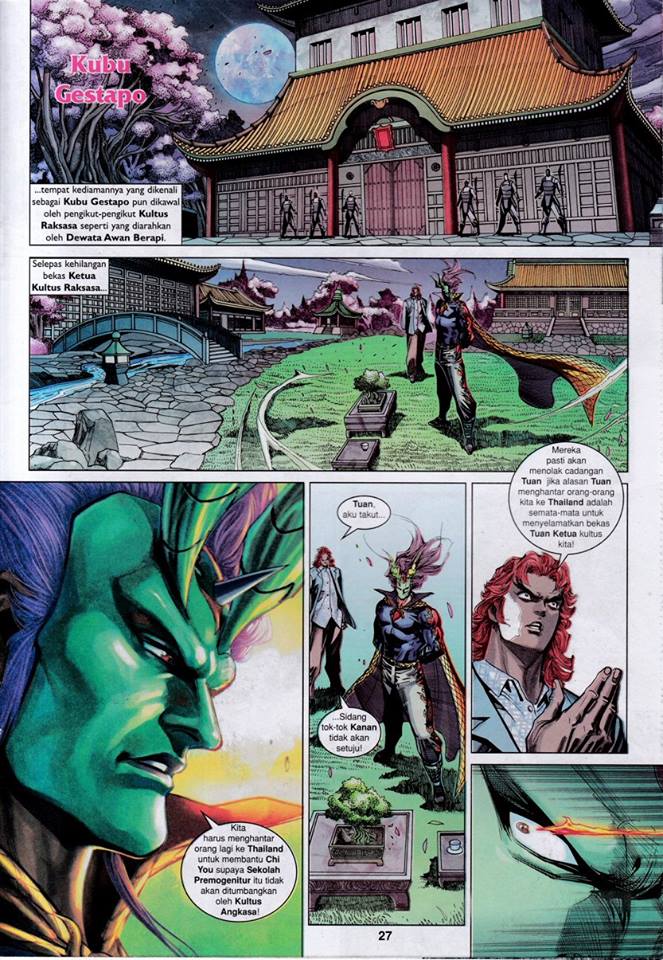 Kubu
Gestapo
...tempat kediamannya yang dikenali
sebagai Kubu Gestapo pun dikawal
oleh pengikut-pengikut Kultus
Raksasa seperti yang diarahkan
oleh Dewata Awan Berapi.
Selepas kehilangan
bekas Ketua
Kultus Raksasa...
Kita
harus menghantar
orang lagi ke Thailand
untuk membantu Chi
You supaya Sekolah
Premogenitur itu tidak
akan ditumbangkan
oleh Kultus
Angkasa!
Tuan,
aku takut...
...Sidang
tok-tok Kanan
tidak akan
setuju!
Mereka
pasti akan
menolak cadangan
Tuan jika alasan Tuan
menghantar orang-orang
kita ke Thailand adalah
semata-mata untuk
menyelamatkan bekas
Tuan Ketua kultus
kita!
27